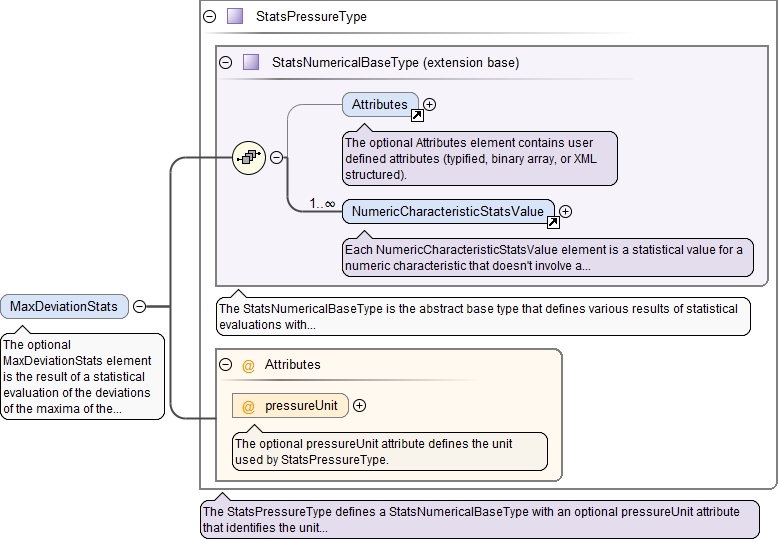 StatsPressureType
StatsNumericalBaseType (extension base)
Attributes
The optional Attributes element contains user
defined attributes (typified, binary array, or XML
structured).
1..∞
NumericCharacteristicStatsValue
Each NumericCharacteristicStatsValue element is a statistical value for a
numeric characteristic that doesn't involve a...
MaxDeviationStats
The optional
MaxDeviationStats element
is the result of a statistical
evaluation of the deviations
of the maxima of the...
The StatsNumericalBaseType is the abstract base type that defines various results of statistical
evaluations with...
@ Attributes
@ pressureUnit
The optional pressureUnit attribute defines the unit
used by StatsPressureType.
The StatsPressureType defines a StatsNumericalBaseType with an optional pressureUnit attribute
that identifies the unit...